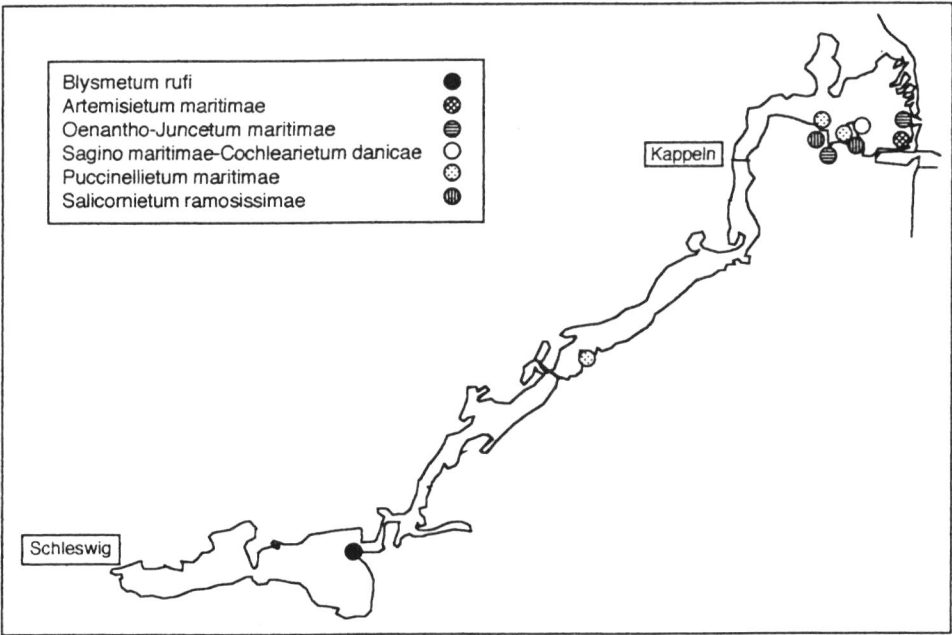 Blysmetum rufi
Artemisietum maritimae
Oenantho-Juncetum maritimae
Sagino maritimae-Cochlearietum danicae
Puccinellietum maritimae
Salicornietum ramosissimae
Kappeln
Schleswig